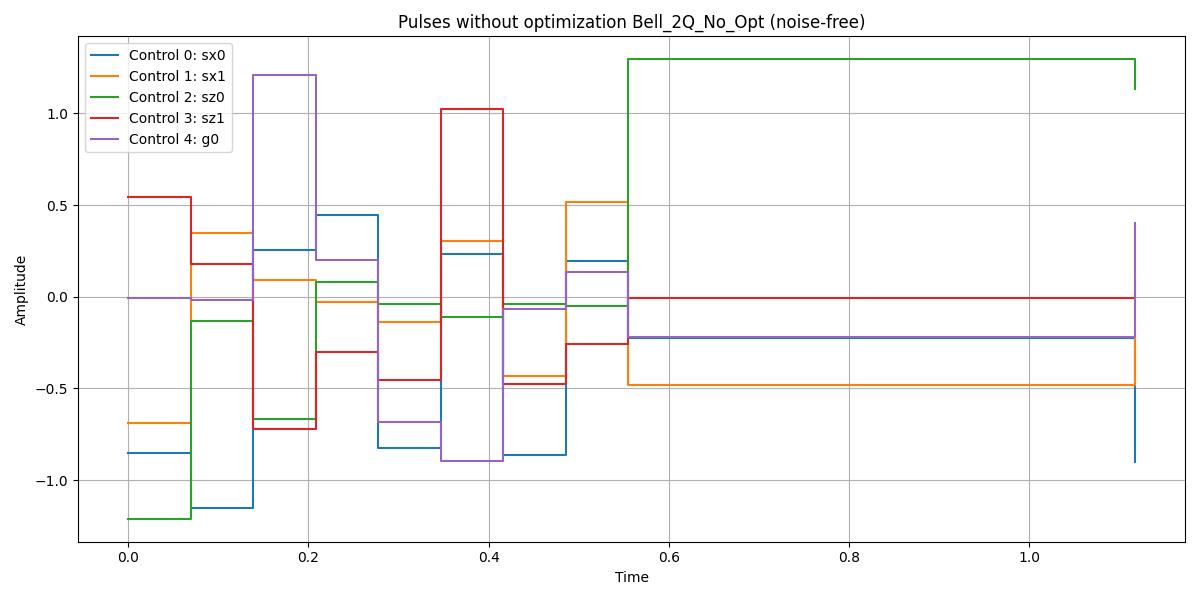 Pulses without optimization Bell_2Q_No_Opt (noise-free)
Control 0: sx0
Control 1: sx1
Control 2: sz0
Control 3: sz1
Control 4: g0
Amplitude
1.0
0.5
0.0
−0.5
−1.0
0.0 0.2 0.4 0.6 0.8 1.0
Time